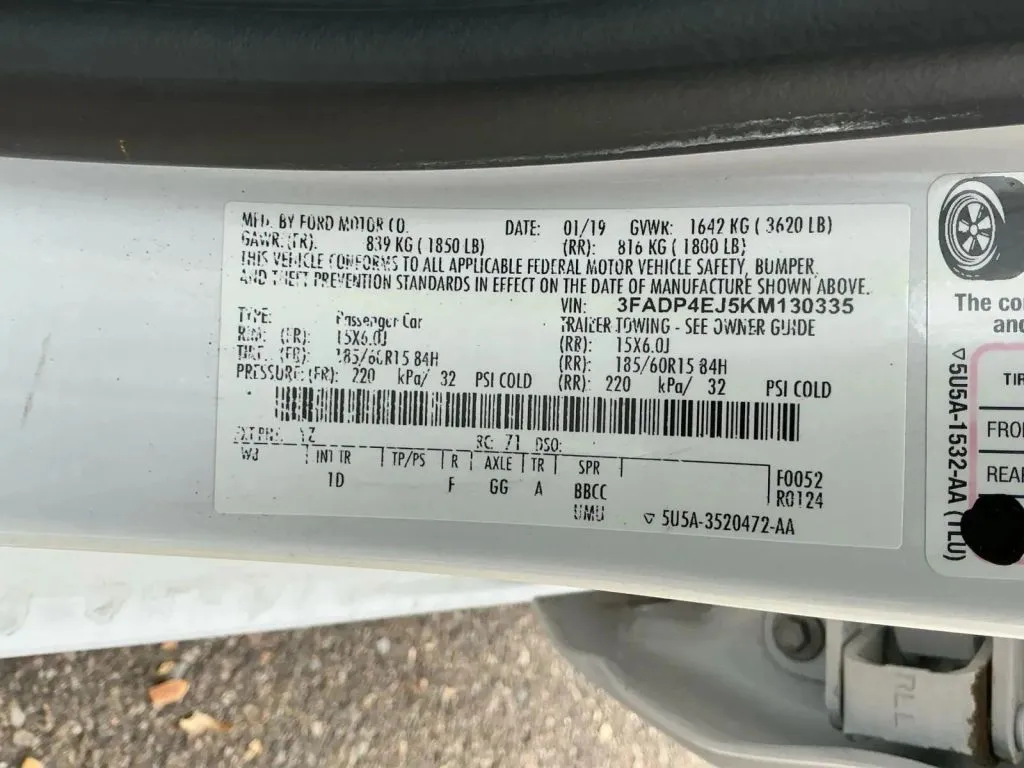 MFD. BY FORD MOTOR CO. DATE: 01/19 GVWR: 1642 KG ( 3620 LB)
GAWR: (FR): 839 KG ( 1850 LB) (RR): 816 KG ( 1800 LB)
THIS VEHICLE CONFORMS TO ALL APPLICABLE FEDERAL MOTOR VEHICLE SAFETY, BUMPER,
AND THEFT PREVENTION STANDARDS IN EFFECT ON THE DATE OF MANUFACTURE SHOWN ABOVE.
VIN: 3FADP4EJ5KM130335
TYPE: Passenger Car TRAILER TOWING - SEE OWNER GUIDE
RIM: (FR): 15X6.0J (RR): 15X6.0J
TIRE: (FR): 185/60R15 84H (RR): 185/60R15 84H
PRESSURE: (FR): 220 kPa/ 32 PSI COLD (RR): 220 kPa/ 32 PSI COLD
EXT PNT: YZ RC: 71 DSO:
WB INT TR TP/PS R AXLE TR SPR F0052
1D F GG A BBCC R0124
UMU ▽ 5U5A-3520472-AA
The
and
▽ 5U5A-1532-AA (TLU)
REAR
RLL